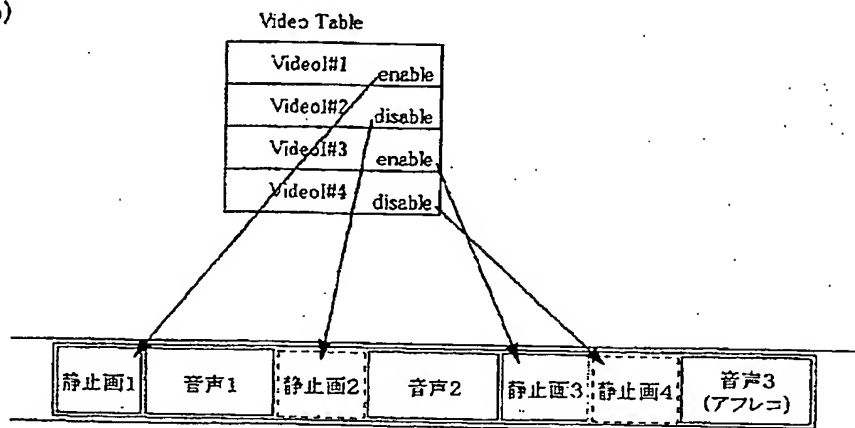 Video Table
VideoI#1 enable
VideoI#2 disable
VideoI#3 enable
VideoI#4 disable
静止画1 音声1 静止画2 音声2 静止画3 静止画4 音声3
(アフレコ)